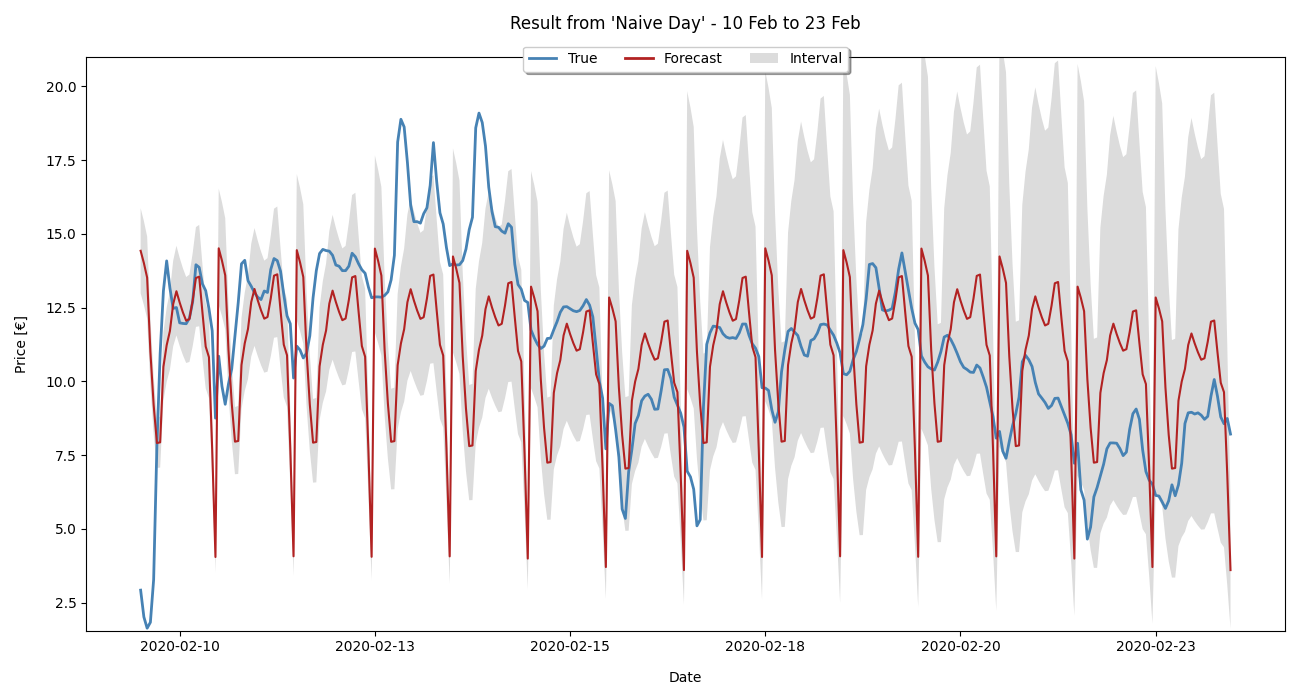 Result from 'Naive Day' - 10 Feb to 23 Feb
True Forecast Interval
20.0
17.5
15.0
12.5
10.0
7.5
5.0
2.5
Price [€]
2020-02-10 2020-02-13 2020-02-15 2020-02-18 2020-02-20 2020-02-23
Date